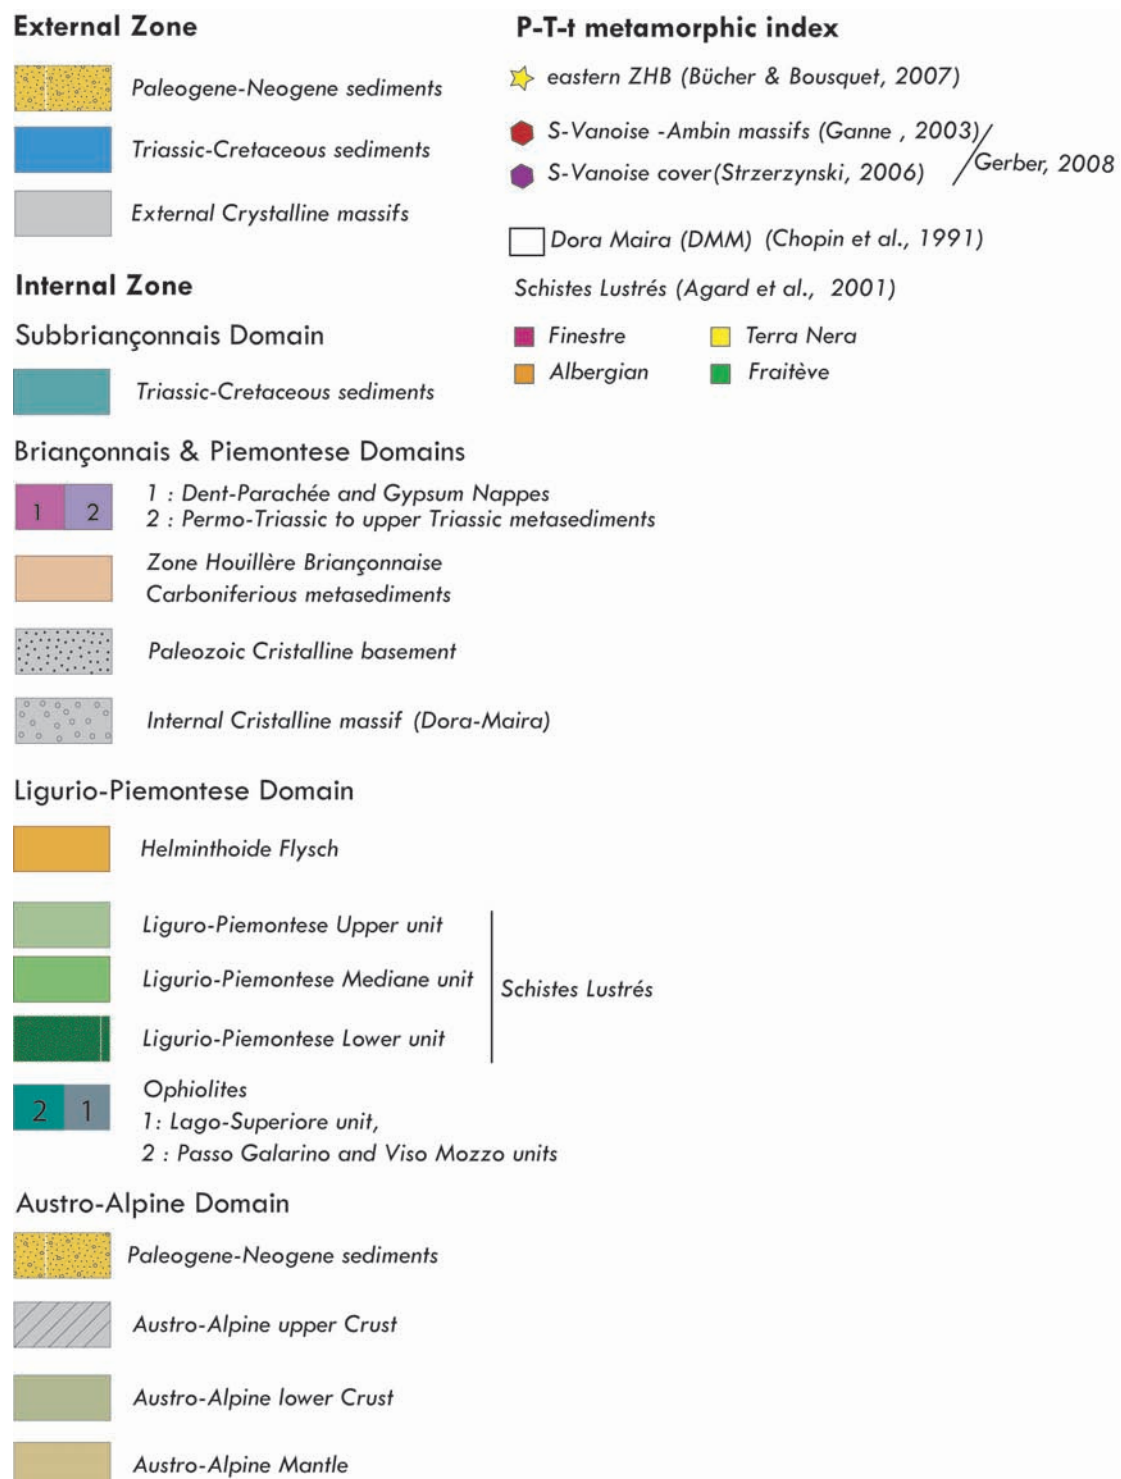 External Zone
Paleogene-Neogene sediments
Triassic-Cretaceous sediments
External Crystalline massifs
Internal Zone
Subbriançonnais Domain
Triassic-Cretaceous sediments
Briançonnais & Piemontese Domains
1 2
1 : Dent-Parachée and Gypsum Nappes
2 : Permo-Triassic to upper Triassic metasediments
Zone Houillère Briançonnaise
Carboniferious metasediments
Paleozoic Cristalline basement
Internal Cristalline massif (Dora-Maira)
Ligurio-Piemontese Domain
Helminthoide Flysch
Liguro-Piemontese Upper unit
Ligurio-Piemontese Mediane unit
Ligurio-Piemontese Lower unit
Schistes Lustrés
2 1
Ophiolites
1: Lago-Superiore unit,
2 : Passo Galarino and Viso Mozzo units
Austro-Alpine Domain
Paleogene-Neogene sediments
Austro-Alpine upper Crust
Austro-Alpine lower Crust
Austro-Alpine Mantle
P-T-t metamorphic index
eastern ZHB (Bücher & Bousquet, 2007)
S-Vanoise -Ambin massifs (Ganne , 2003)/
S-Vanoise cover(Strzerzynski, 2006)
Gerber, 2008
Dora Maira (DMM) (Chopin et al., 1991)
Schistes Lustrés (Agard et al., 2001)
Finestre
Terra Nera
Albergian
Fraitève